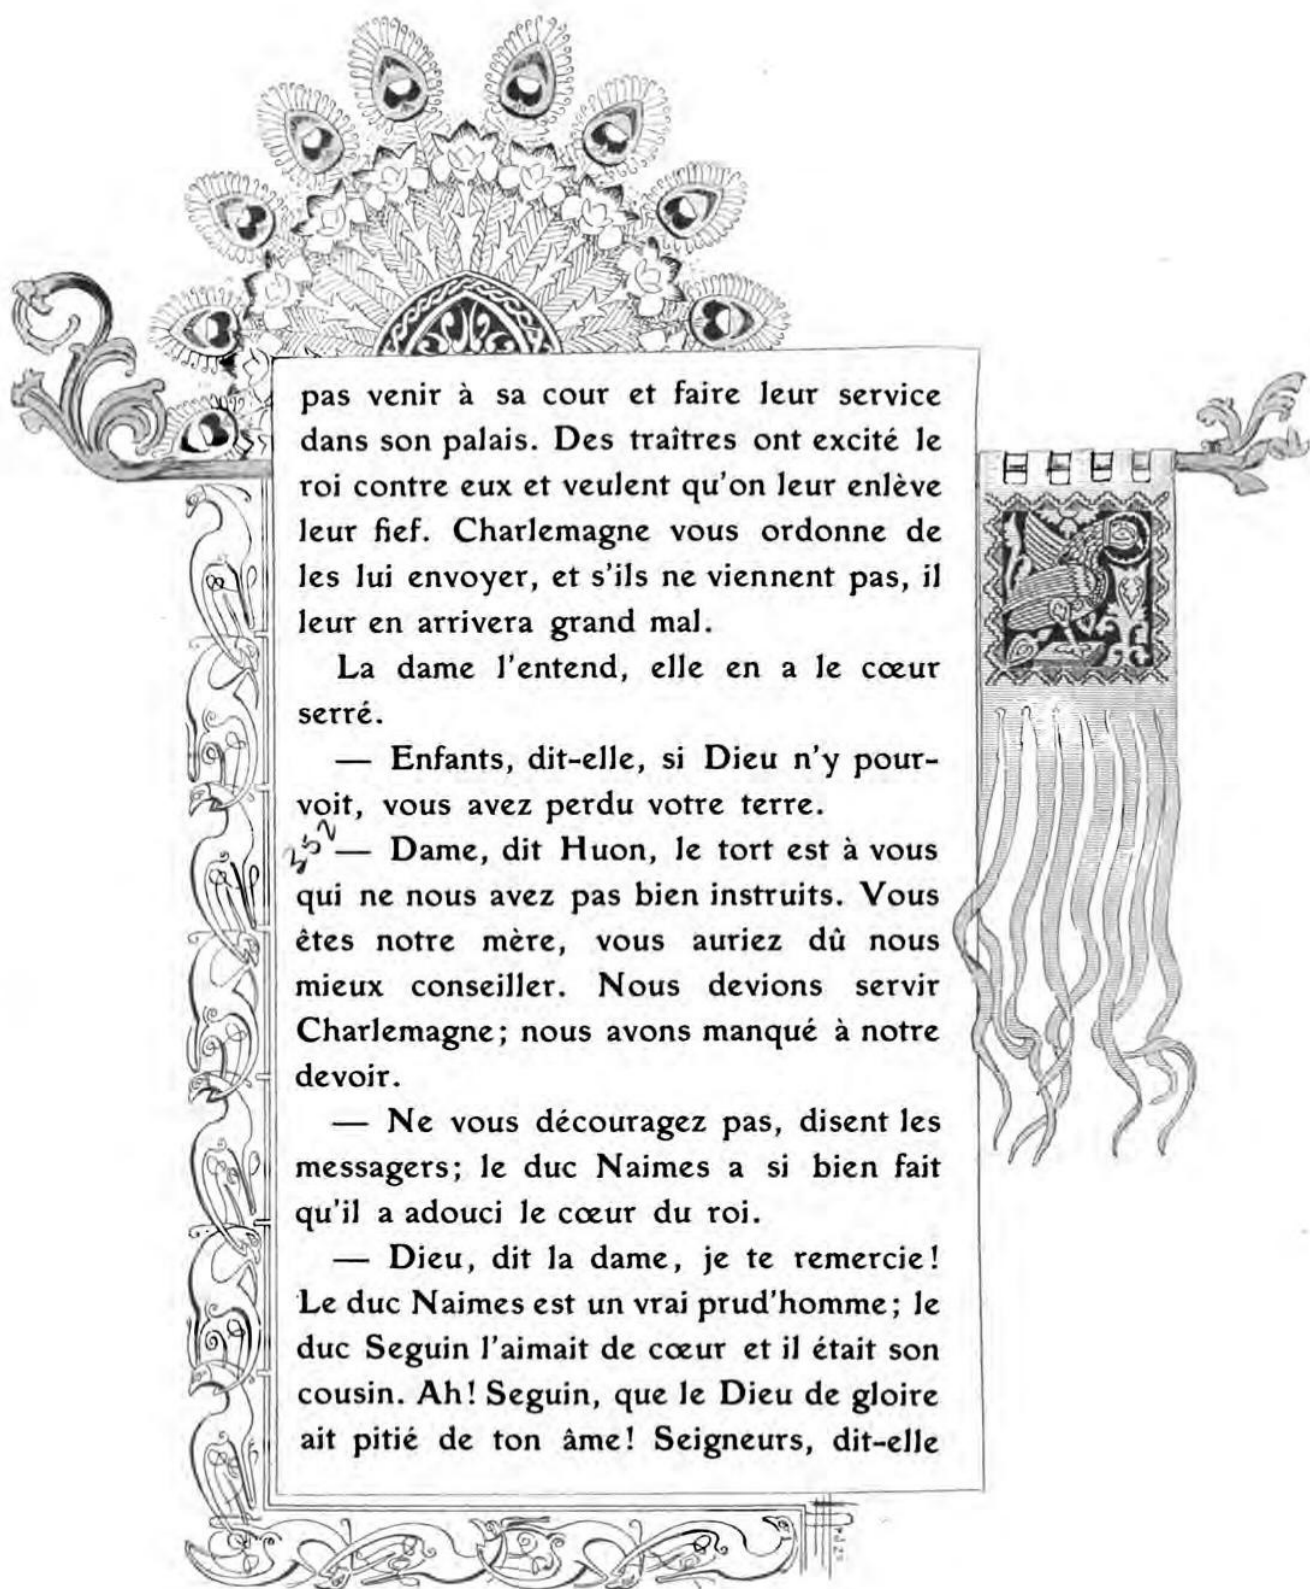 pas venir à sa cour et faire leur service
dans son palais. Des traîtres ont excité le
roi contre eux et veulent qu'on leur enlève
leur fief. Charlemagne vous ordonne de
les lui envoyer, et s'ils ne viennent pas, il
leur en arrivera grand mal.
La dame l'entend, elle en a le cœur
serré.
— Enfants, dit-elle, si Dieu n'y pour-
voit, vous avez perdu votre terre.
352 — Dame, dit Huon, le tort est à vous
qui ne nous avez pas bien instruits. Vous
êtes notre mère, vous auriez dû nous
mieux conseiller. Nous devions servir
Charlemagne; nous avons manqué à notre
devoir.
— Ne vous découragez pas, disent les
messagers; le duc Naimes a si bien fait
qu'il a adouci le cœur du roi.
— Dieu, dit la dame, je te remercie!
Le duc Naimes est un vrai prud'homme; le
duc Seguin l'aimait de cœur et il était son
cousin. Ah! Seguin, que le Dieu de gloire
ait pitié de ton âme! Seigneurs, dit-elle